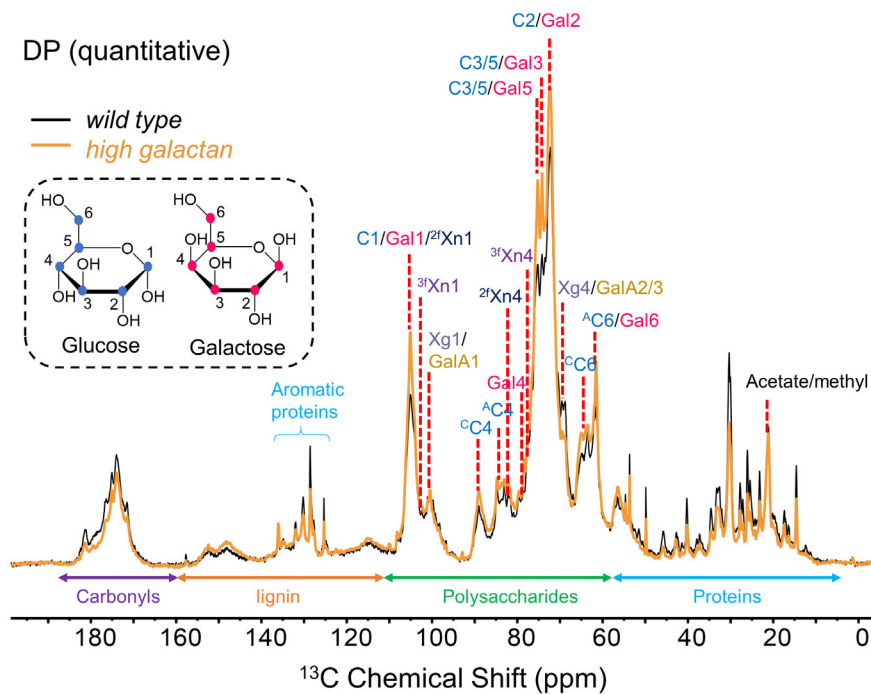 DP (quantitative)
C2/Gal2
C3/5/Gal3
C3/5/Gal5
wild type
high galactan
HO
6
5
O
1
4
OH
OH
3
2
OH
OH
Glucose
HO
6
OH
5
O
OH
4
OH
1
3
2
OH
Galactose
C1/Gal1/²ᶠXn1
³ᶠXn1
Xg1/
GalA1
³ᶠXn4
²ᶠXn4
Xg4/GalA2/3
ᴬC6/Gal6
ᶜC6
Gal4
ᴬC4
ᶜC4
Aromatic
proteins
Acetate/methyl
Carbonyls
lignin
Polysaccharides
Proteins
180 160 140 120 100 80 60 40 20 0
¹³C Chemical Shift (ppm)